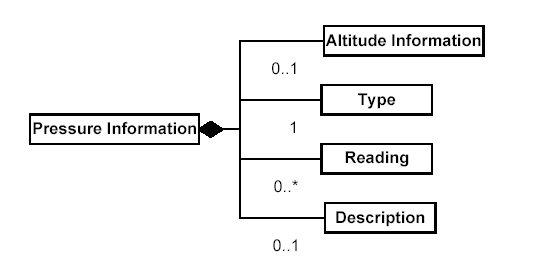 Altitude Information
0..1
Type
1
Pressure Information
Reading
0..*
Description
0..1